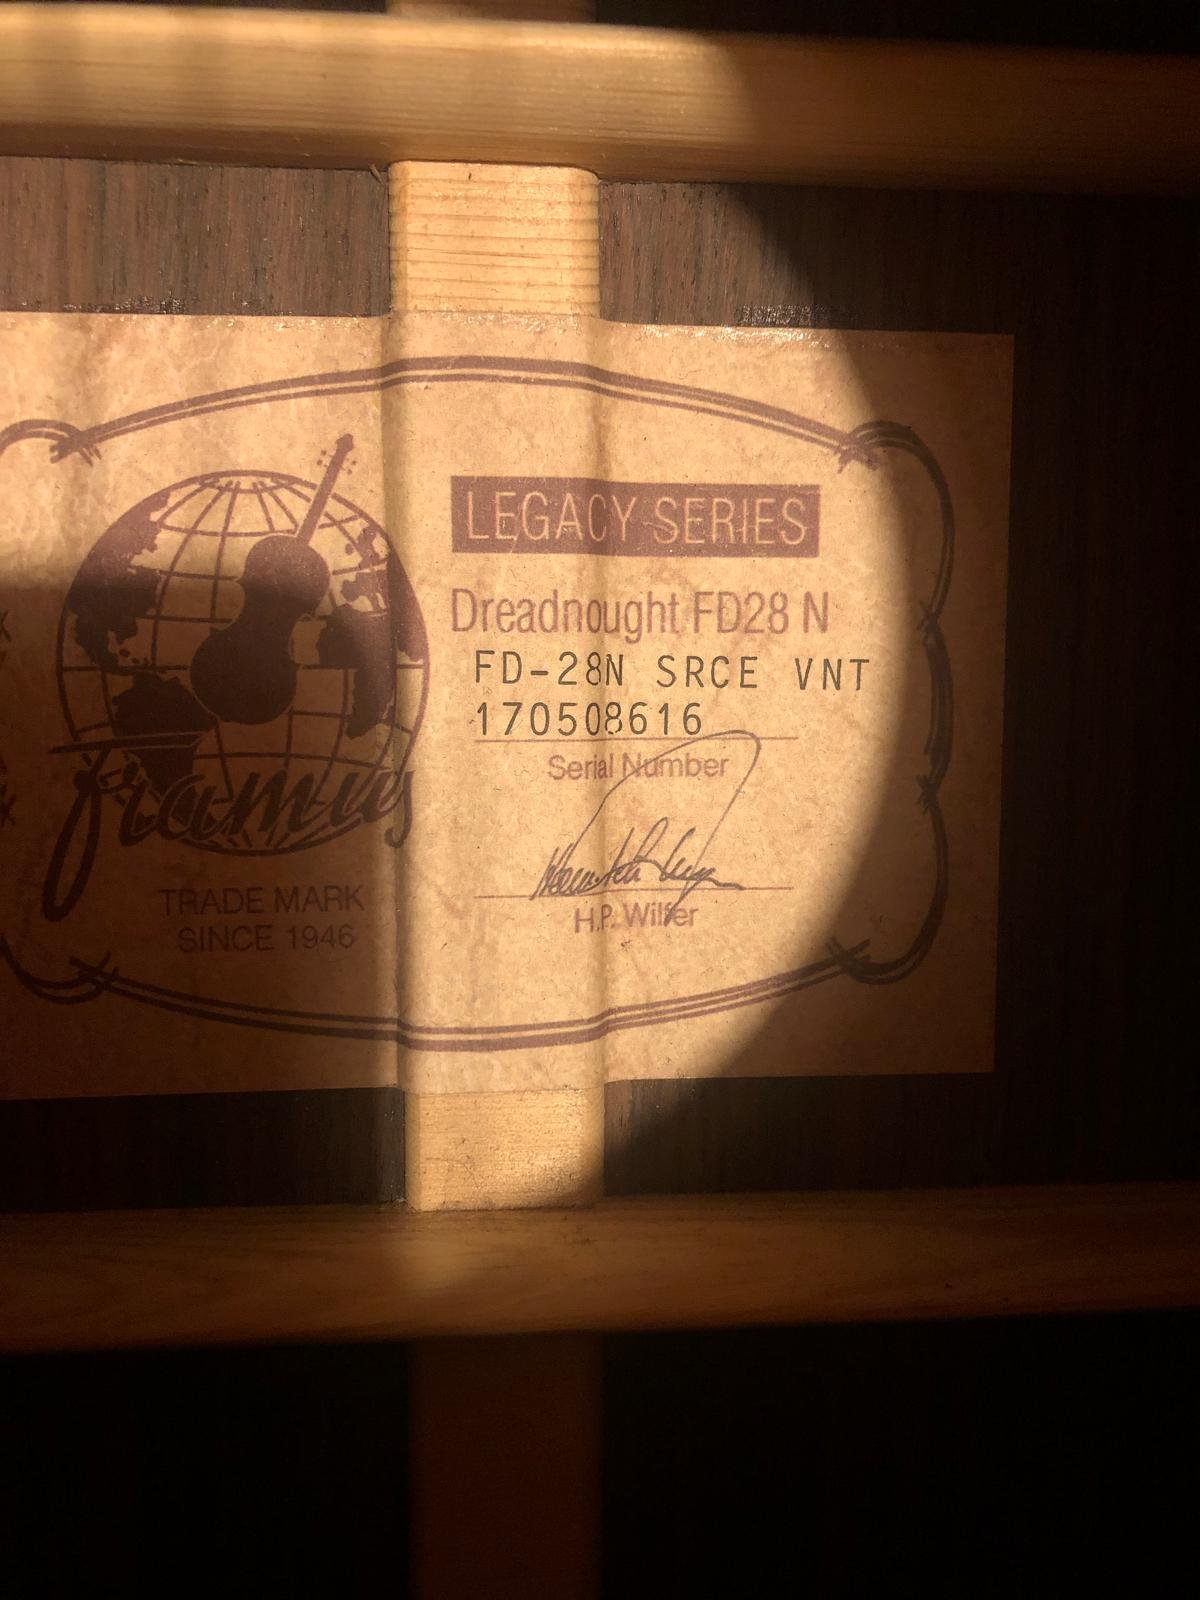 LEGACY SERIES
Dreadnought FD28 N
FD-28N SRCE VNT
170508616
Serial Number
H.P. Wilfer
framus
TRADE MARK
SINCE 1946